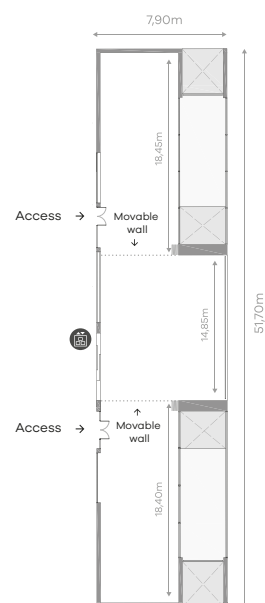 7,90m
18,45m
Access → Movable
wall
↓
14,85m
51,70m
↑
Access → Movable
wall
18,40m